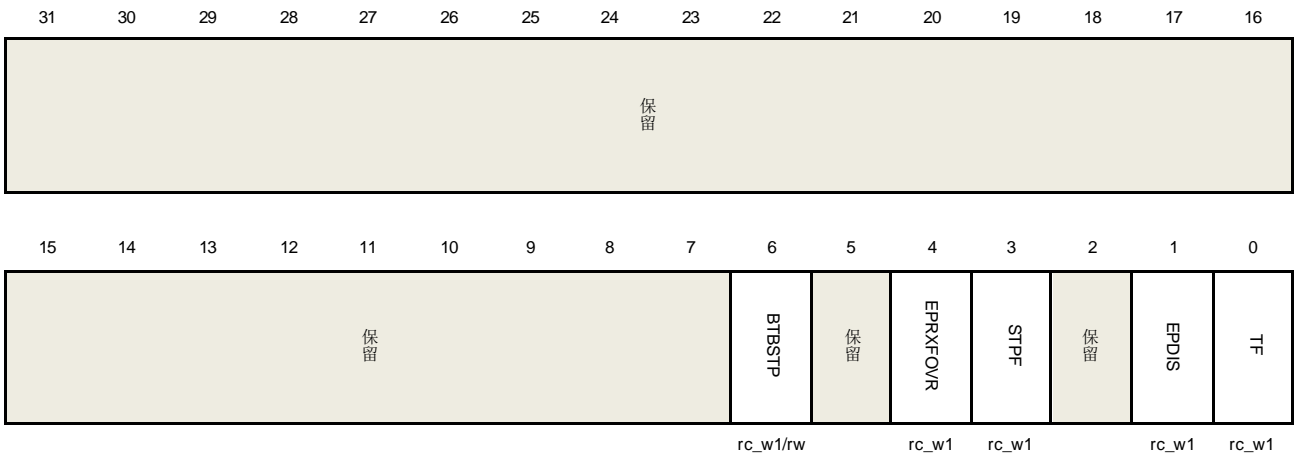 31 30 29 28 27 26 25 24 23 22 21 20 19 18 17 16
保留
15 14 13 12 11 10 9 8 7 6 5 4 3 2 1 0
保留 BTBSTP 保留 EPRXFOVR STPF 保留 EPDIS TF
rc_w1/rw rc_w1 rc_w1 rc_w1 rc_w1